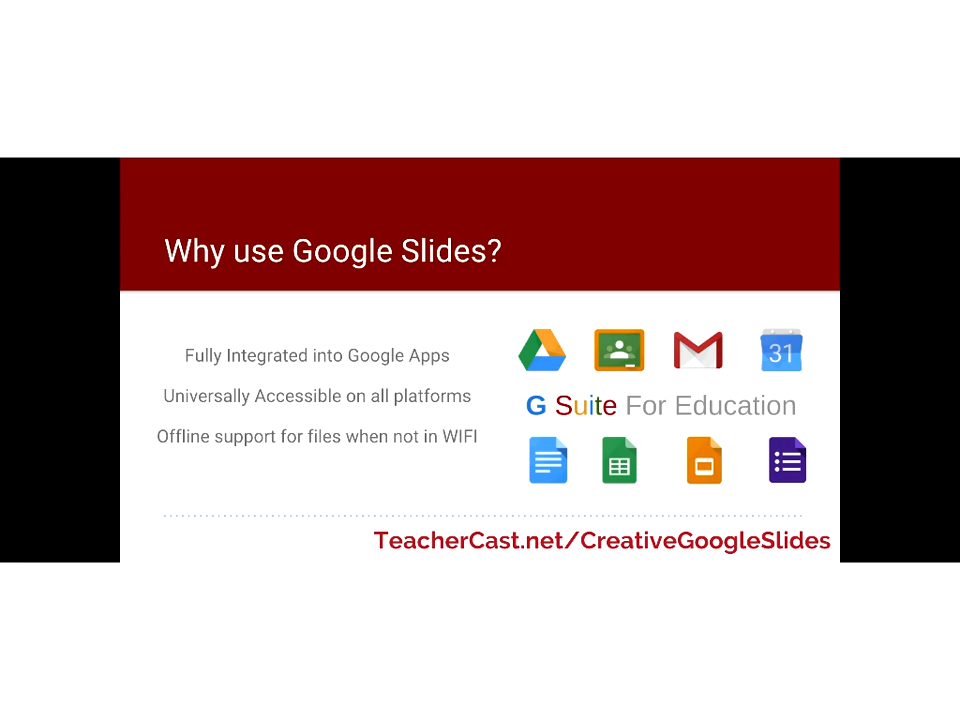 Why use Google Slides?
Fully Integrated into Google Apps
Universally Accessible on all platforms
Offline support for files when not in WIFI
31
G Suite For Education
TeacherCast.net/CreativeGoogleSlides